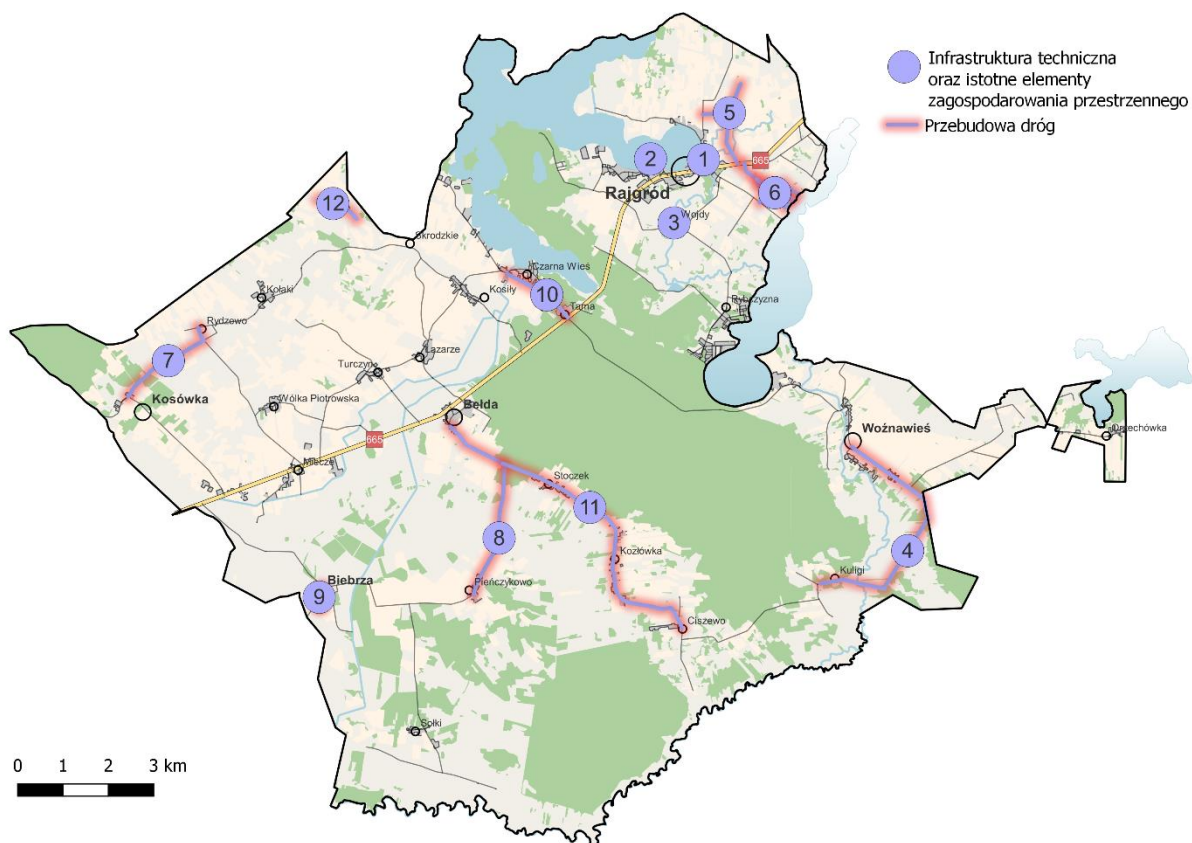 Infrastruktura techniczna
oraz istotne elementy
zagospodarowania przestrzennego
Przebudowa dróg
5
665
2
1
Rajgród
6
12
3
Wojdy
Skrodzkie
Czarna Wieś
Kołaki
Kosiły
10
Tama
Rybczyzna
Rydzewo
7
Łazarze
Turczyn
Kosówka
Wólka Piotrowska
Bełda
665
Woźnawieś
Orzechówka
Miecze
Stoczek
11
8
4
Kozłówka
Kuligi
Biebrza
9
Pieńczykowo
Ciszewo
Sołki
0 1 2 3 km